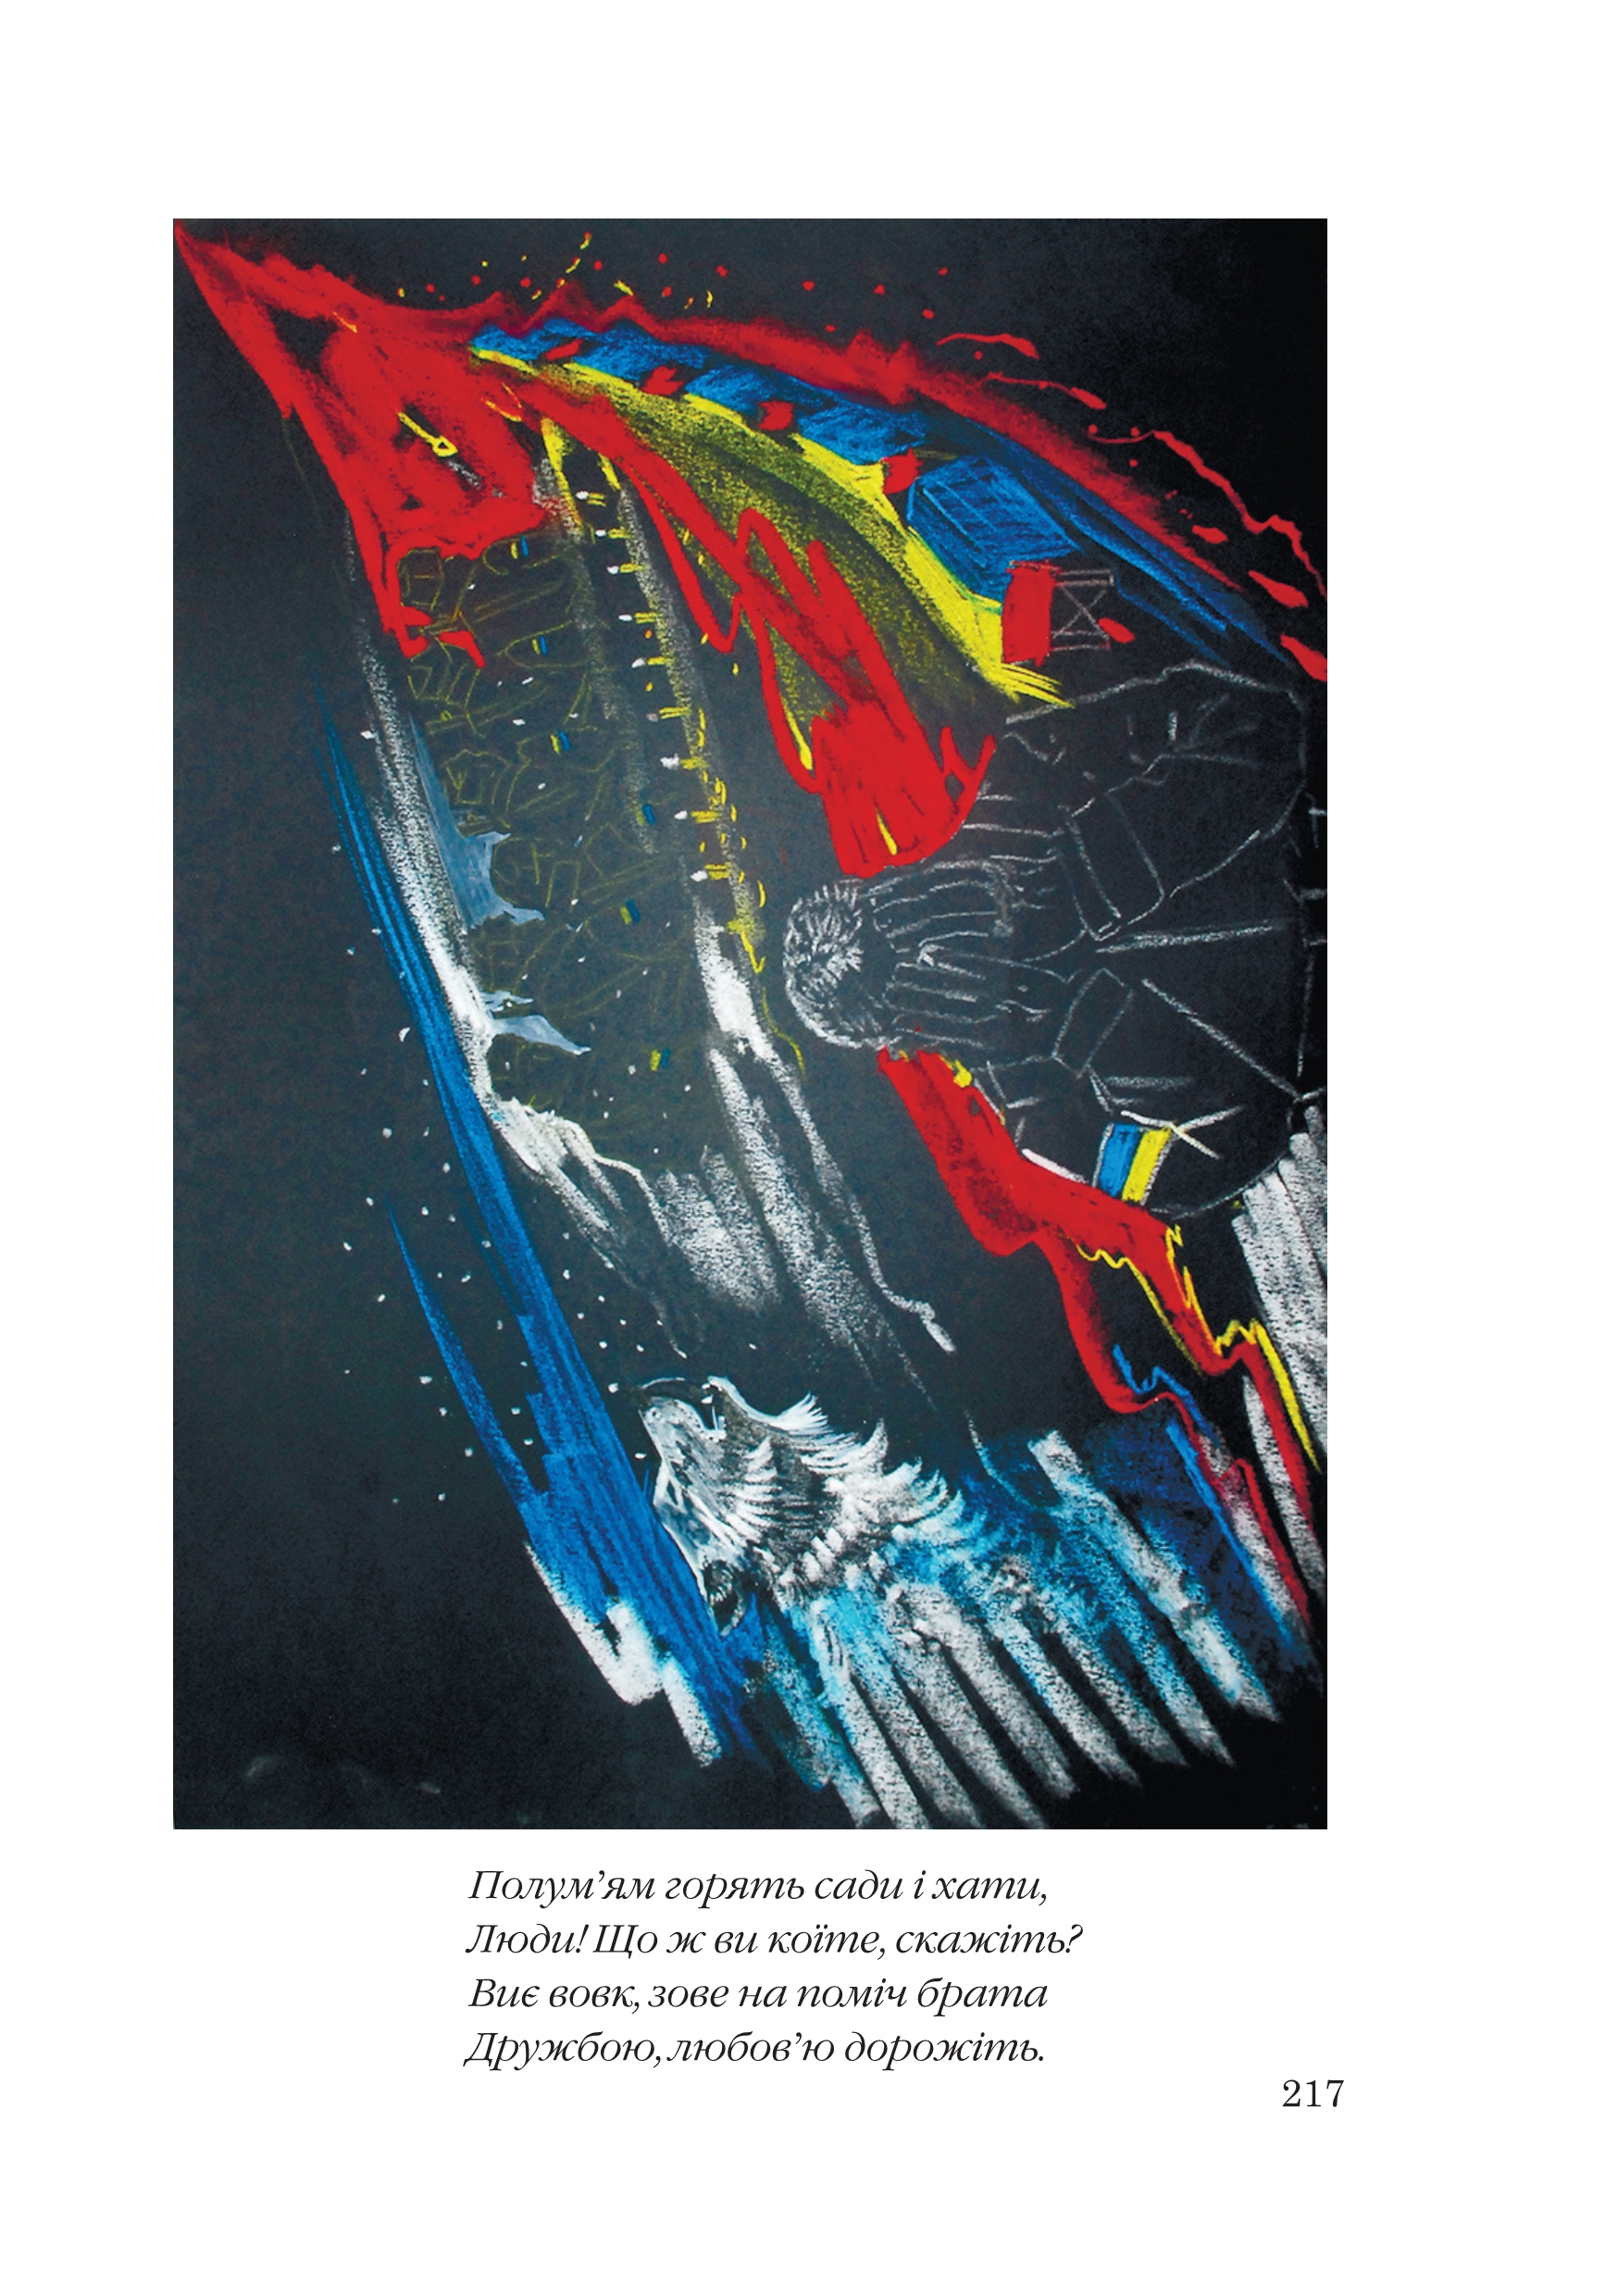 Полум’ям горять сади і хати,
Люди! Що ж ви коїте, скажіть?
Виє вовк, зове на поміч брата
Дружбою, любов’ю дорожіть.
217